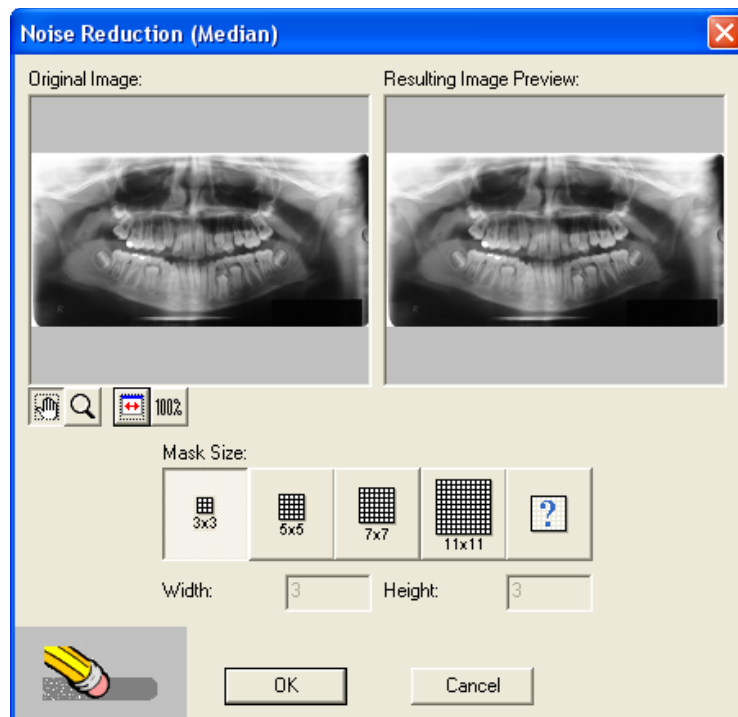 Noise Reduction (Median)
Original Image:
Resulting Image Preview:
R
R
100%
Mask Size:
3x3
5x5
7x7
11x11
?
Width:
3
Height:
3
OK
Cancel